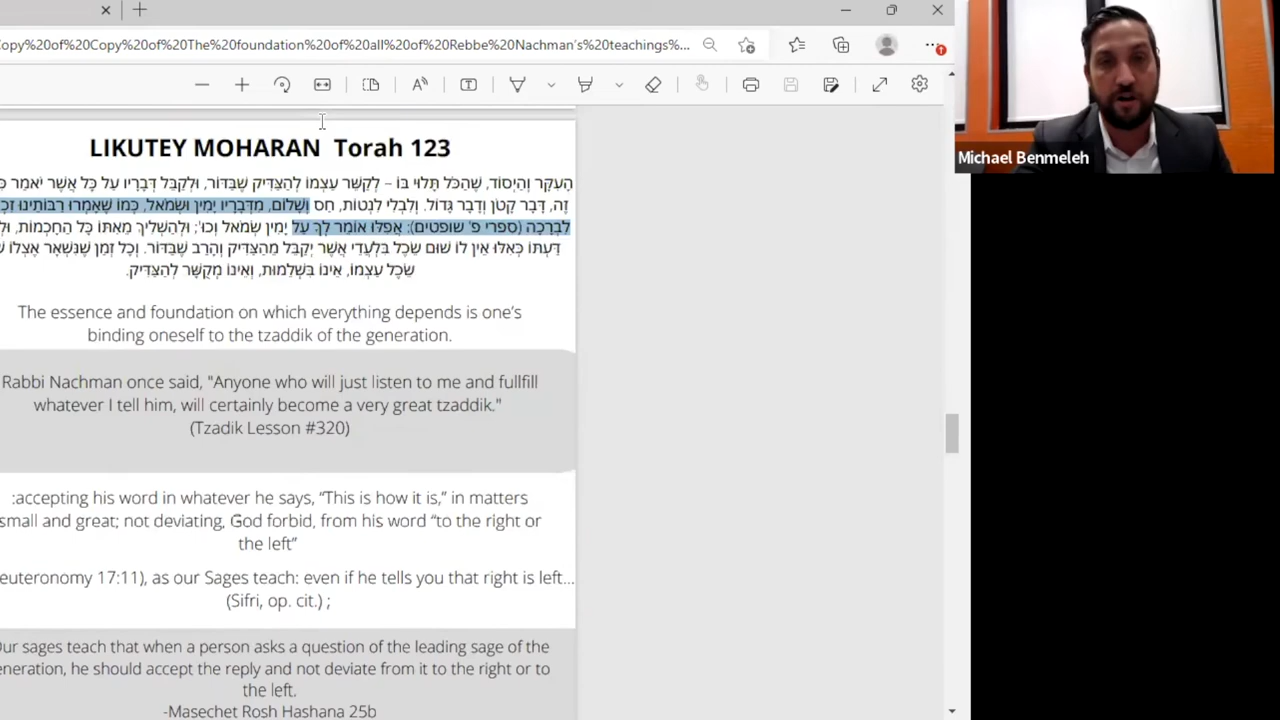 Copy%20of%20Copy%20of%20The%20foundation%20of%20all%20of%20Rebbe%20Nachman's%20teachings%...
LIKUTEY MOHARAN Torah 123
הָעִקָּר וְהַיְסוֹד, שֶׁהַכֹּל תָּלוּי בּוֹ – לְקַשֵּׁר עַצְמוֹ לְהַצַּדִּיק שֶׁבַּדּוֹר, וּלְקַבֵּל דְּבָרָיו עַל כָּל אֲשֶׁר יֹאמַר
זֶה, דָּבָר קָטֹן וְדָבָר גָּדוֹל. וְלִבְלִי לִנְטוֹת, חַס וְשָׁלוֹם, מִדְּבָרָיו יָמִין וּשְׂמֹאל, כְּמוֹ שֶׁאָמְרוּ רַבּוֹתֵינוּ
לִבְרָכָה (ספרי פ' שופטים): אֲפִלּוּ אוֹמֵר לְךָ עַל יָמִין שְׂמֹאל וְכוּ'; וּלְהַשְׁלִיךְ מֵאִתּוֹ כָּל הַחָכְמוֹת,
דַּעְתּוֹ כְּאִלּוּ אֵין לוֹ שׁוּם שֵׂכֶל בִּלְעֲדֵי אֲשֶׁר יְקַבֵּל מֵהַצַּדִּיק וְהָרַב שֶׁבַּדּוֹר. וְכָל זְמַן שֶׁנִּשְׁאָר אֶצְלוֹ
שֵׂכֶל עַצְמוֹ, אֵינוֹ בִּשְׁלֵמוּת, וְאֵינוֹ מְקֻשָּׁר לְהַצַּדִּיק.
The essence and foundation on which everything depends is one's
binding oneself to the tzaddik of the generation.
Rabbi Nachman once said, "Anyone who will just listen to me and fullfill
whatever I tell him, will certainly become a very great tzaddik."
(Tzadik Lesson #320)
:accepting his word in whatever he says, “This is how it is,” in matters
small and great; not deviating, God forbid, from his word “to the right or
the left”
euteronomy 17:11), as our Sages teach: even if he tells you that right is left...
(Sifri, op. cit.) ;
Our sages teach that when a person asks a question of the leading sage of the
eneration, he should accept the reply and not deviate from it to the right or to
the left.
-Masechet Rosh Hashana 25b
Michael Benmeleh